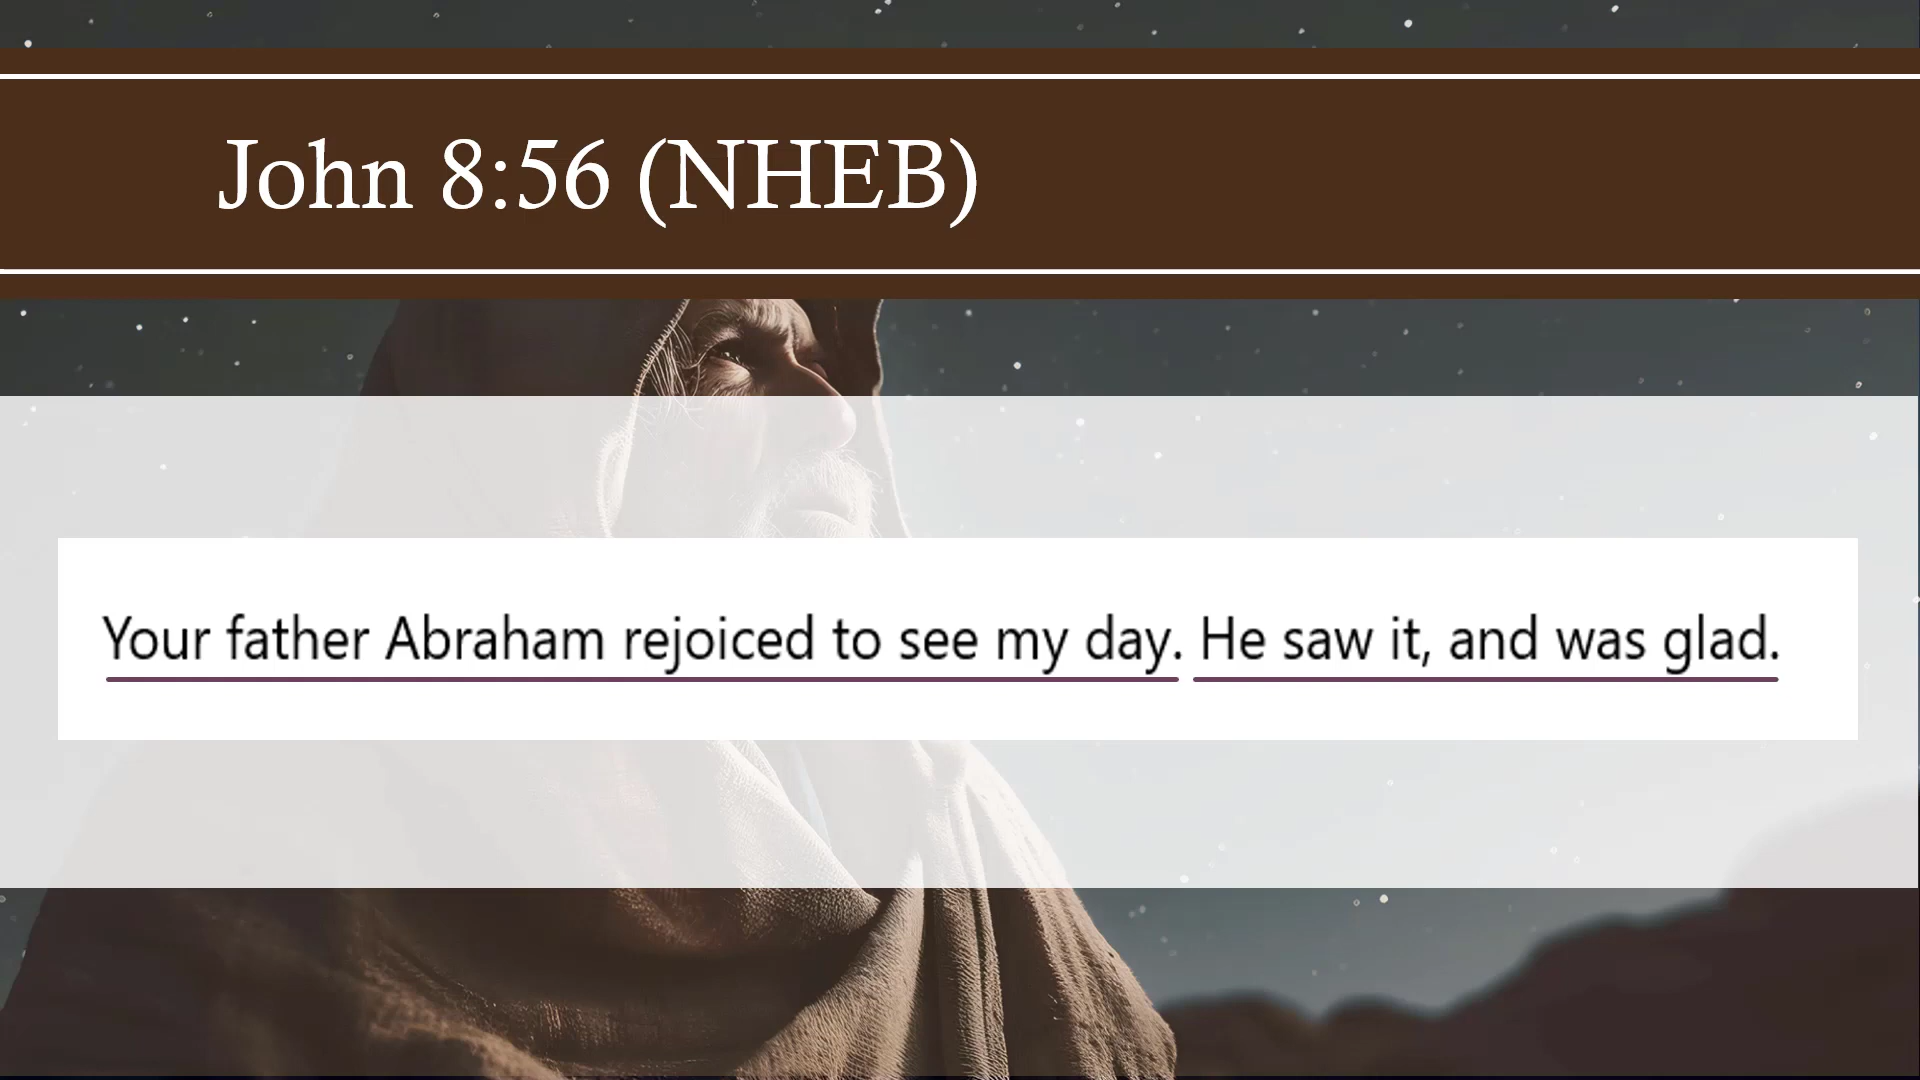 John 8:56 (NHEB)
Your father Abraham rejoiced to see my day. He saw it, and was glad.